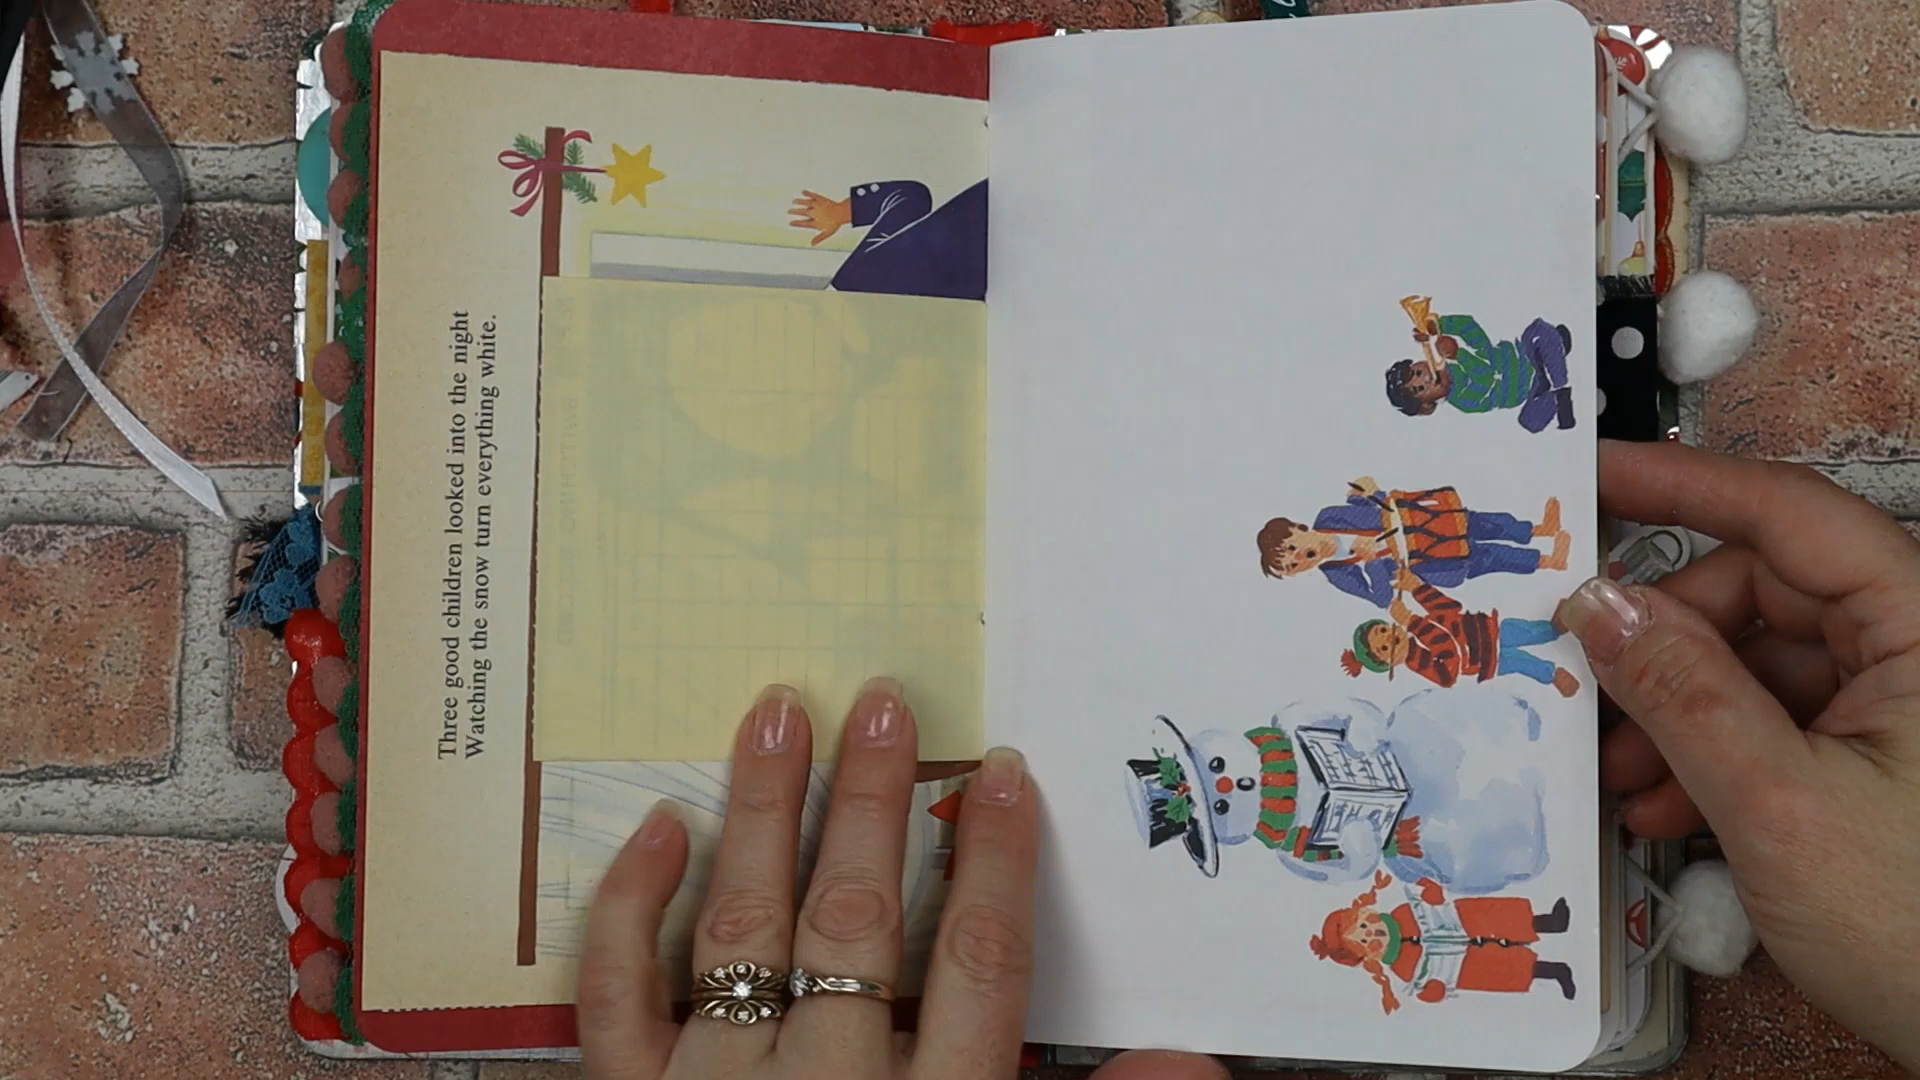 Three good children looked into the night
Watching the snow turn everything white.